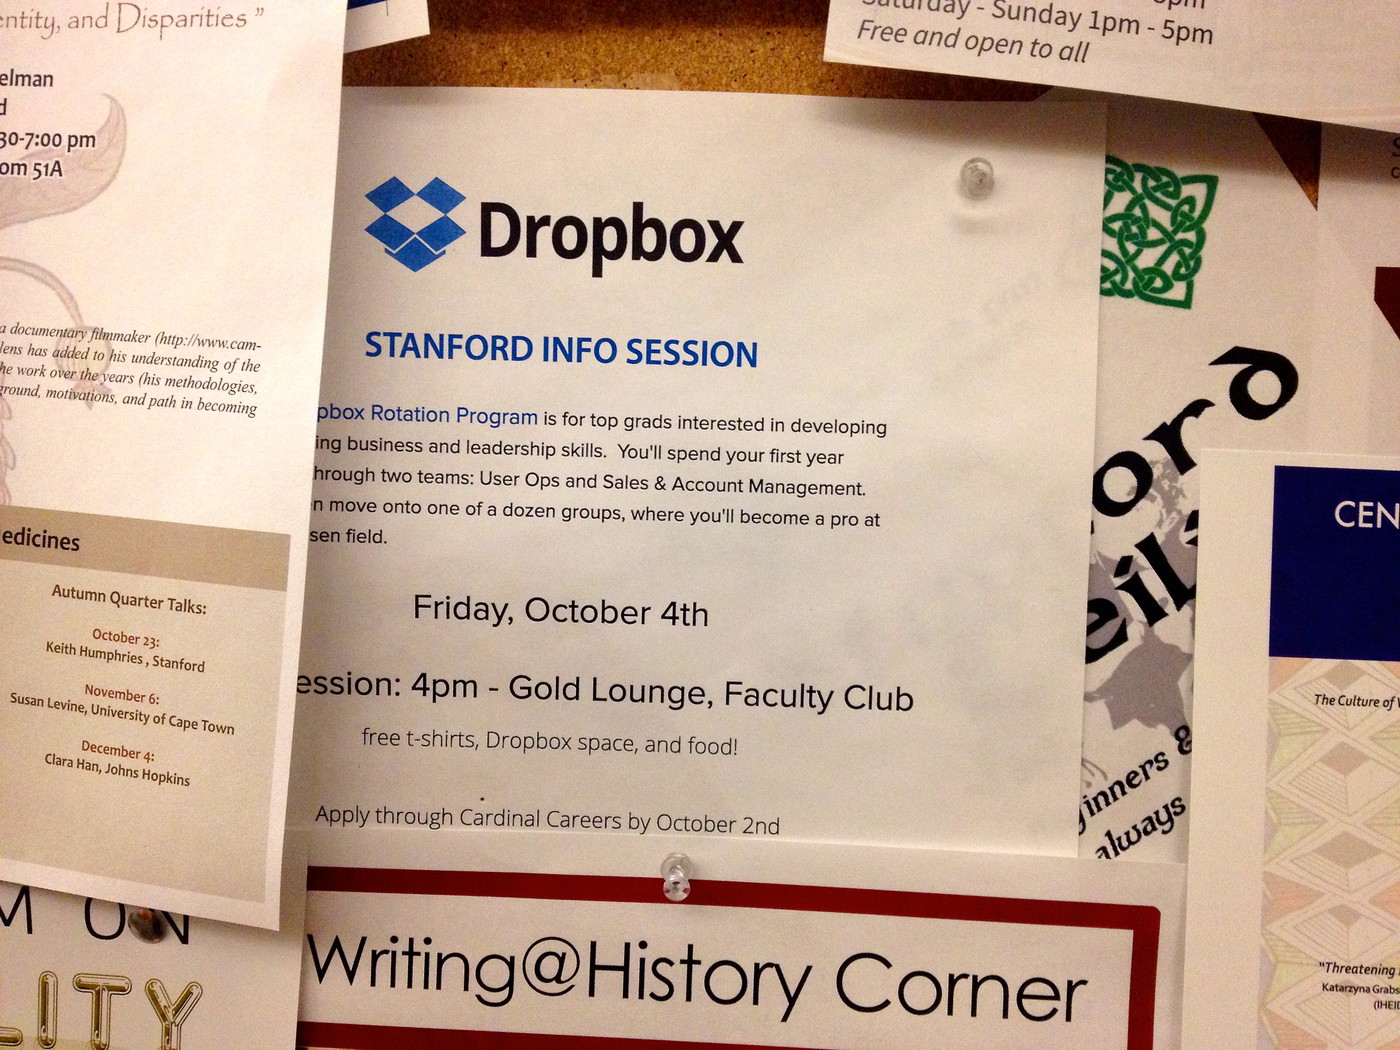 entity, and Disparities ”
elman
d
30-7:00 pm
om 51A
a documentary filmmaker (http://www.cam-
lens has added to his understanding of the
he work over the years (his methodologies,
ground, motivations, and path in becoming
edicines
Autumn Quarter Talks:
October 23:
Keith Humphries , Stanford
November 6:
Susan Levine, University of Cape Town
December 4:
Clara Han, Johns Hopkins
M ON
LITY
Saturday - Sunday 1pm - 5pm
Free and open to all
Dropbox
STANFORD INFO SESSION
pbox Rotation Program is for top grads interested in developing
ing business and leadership skills. You'll spend your first year
hrough two teams: User Ops and Sales & Account Management.
n move onto one of a dozen groups, where you'll become a pro at
sen field.
Friday, October 4th
ession: 4pm - Gold Lounge, Faculty Club
free t-shirts, Dropbox space, and food!
Apply through Cardinal Careers by October 2nd
Writing@History Corner
ord
eil
ginners &
always
CEN
The Culture of
"Threatening
Katarzyna Grabs
(IHEID